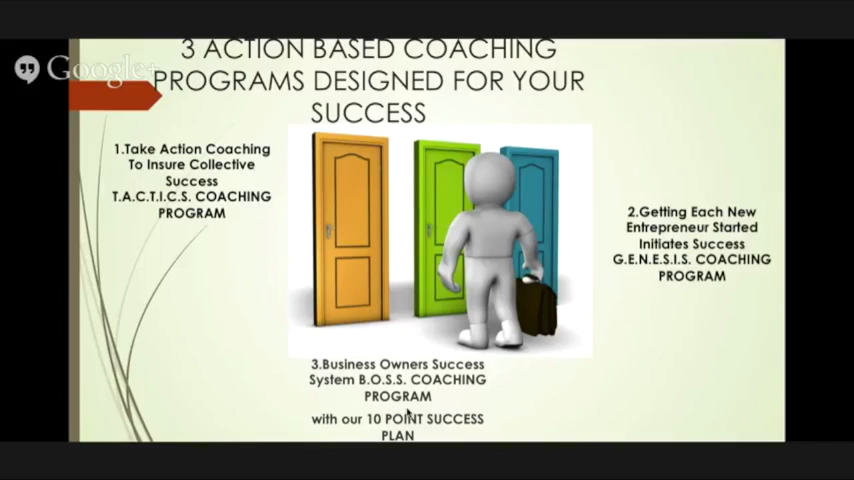 3 ACTION BASED COACHING
PROGRAMS DESIGNED FOR YOUR
SUCCESS
Google+
1.Take Action Coaching
To Insure Collective
Success
T.A.C.T.I.C.S. COACHING
PROGRAM
2.Getting Each New
Entrepreneur Started
Initiates Success
G.E.N.E.S.I.S. COACHING
PROGRAM
3.Business Owners Success
System B.O.S.S. COACHING
PROGRAM
with our 10 POINT SUCCESS
PLAN